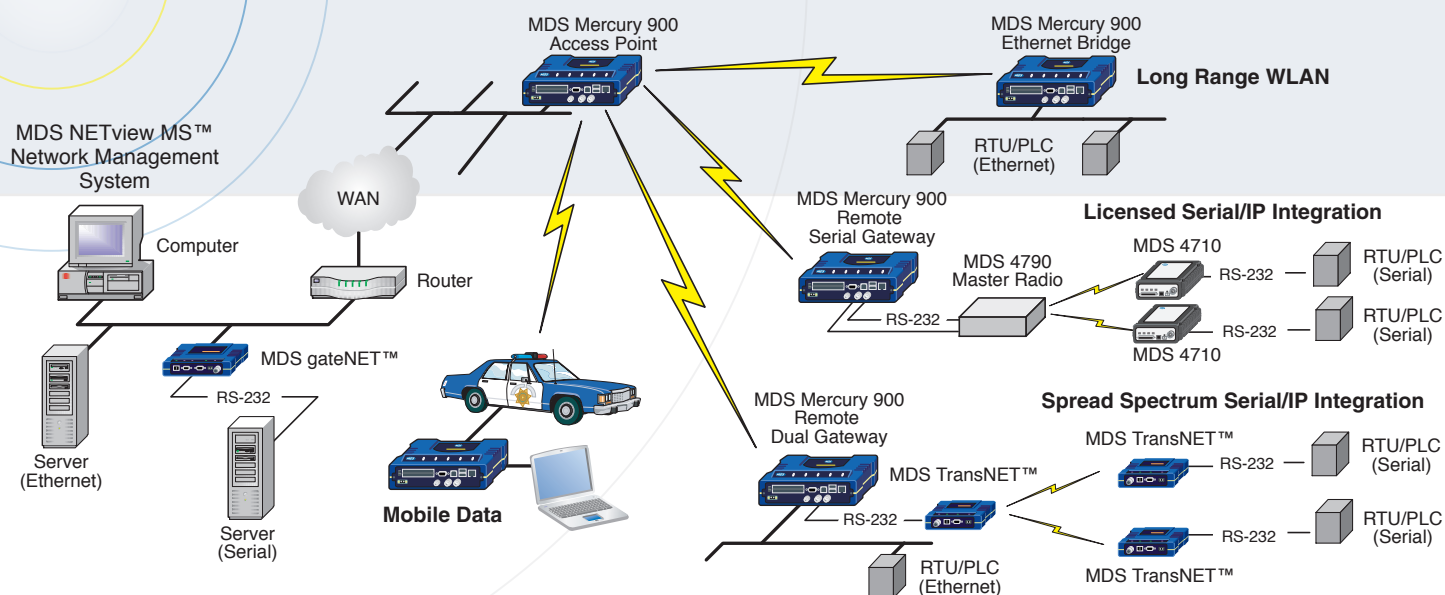 MDS Mercury 900
Access Point
MDS Mercury 900
Ethernet Bridge
Long Range WLAN
RTU/PLC
(Ethernet)
MDS NETview MS™
Network Management
System
WAN
Computer
Router
MDS gateNET™
RS-232
Server
(Ethernet)
Server
(Serial)
Mobile Data
MDS Mercury 900
Remote
Serial Gateway
Licensed Serial/IP Integration
MDS 4790
Master Radio
RS-232
MDS 4710
RS-232
RTU/PLC
(Serial)
MDS 4710
RS-232
RTU/PLC
(Serial)
MDS Mercury 900
Remote
Dual Gateway
Spread Spectrum Serial/IP Integration
MDS TransNET™
RS-232
MDS TransNET™
RS-232
RTU/PLC
(Serial)
MDS TransNET™
RS-232
RTU/PLC
(Serial)
RTU/PLC
(Ethernet)